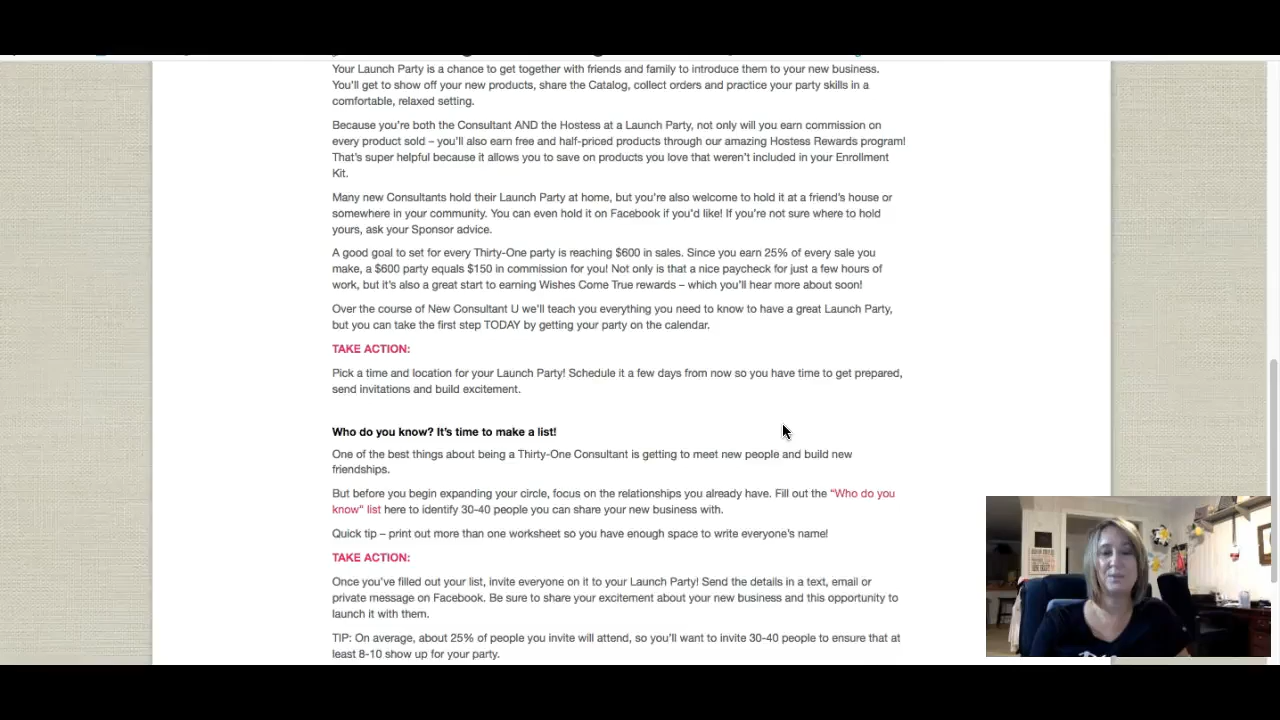 Your Launch Party is a chance to get together with friends and family to introduce them to your new business.
You'll get to show off your new products, share the Catalog, collect orders and practice your party skills in a
comfortable, relaxed setting.
Because you're both the Consultant AND the Hostess at a Launch Party, not only will you earn commission on
every product sold – you'll also earn free and half-priced products through our amazing Hostess Rewards program!
That's super helpful because it allows you to save on products you love that weren't included in your Enrollment
Kit.
Many new Consultants hold their Launch Party at home, but you're also welcome to hold it at a friend's house or
somewhere in your community. You can even hold it on Facebook if you'd like! If you're not sure where to hold
yours, ask your Sponsor advice.
A good goal to set for every Thirty-One party is reaching $600 in sales. Since you earn 25% of every sale you
make, a $600 party equals $150 in commission for you! Not only is that a nice paycheck for just a few hours of
work, but it's also a great start to earning Wishes Come True rewards – which you'll hear more about soon!
Over the course of New Consultant U we'll teach you everything you need to know to have a great Launch Party,
but you can take the first step TODAY by getting your party on the calendar.
TAKE ACTION:
Pick a time and location for your Launch Party! Schedule it a few days from now so you have time to get prepared,
send invitations and build excitement.
Who do you know? It's time to make a list!
One of the best things about being a Thirty-One Consultant is getting to meet new people and build new
friendships.
But before you begin expanding your circle, focus on the relationships you already have. Fill out the "Who do you
know" list here to identify 30-40 people you can share your new business with.
Quick tip – print out more than one worksheet so you have enough space to write everyone's name!
TAKE ACTION:
Once you've filled out your list, invite everyone on it to your Launch Party! Send the details in a text, email or
private message on Facebook. Be sure to share your excitement about your new business and this opportunity to
launch it with them.
TIP: On average, about 25% of people you invite will attend, so you'll want to invite 30-40 people to ensure that at
least 8-10 show up for your party.